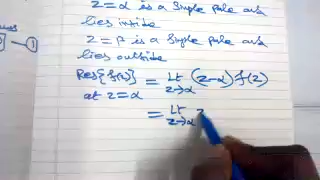 z=α is a simple pole and
lies inside
z=β is a simple pole and
lies outside
Res{f(z)} = Lt (z-α) f(z)
at z=α z→α
= Lt
z→α